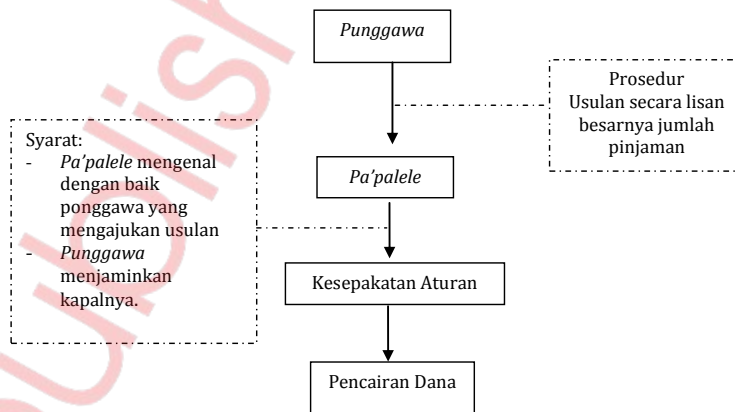 Punggawa
Prosedur
Usulan secara lisan
besarnya jumlah
pinjaman
Syarat:
- Pa'palele mengenal
dengan baik
ponggawa yang
mengajukan usulan
- Punggawa
menjaminkan
kapalnya.
Pa'palele
Kesepakatan Aturan
Pencairan Dana